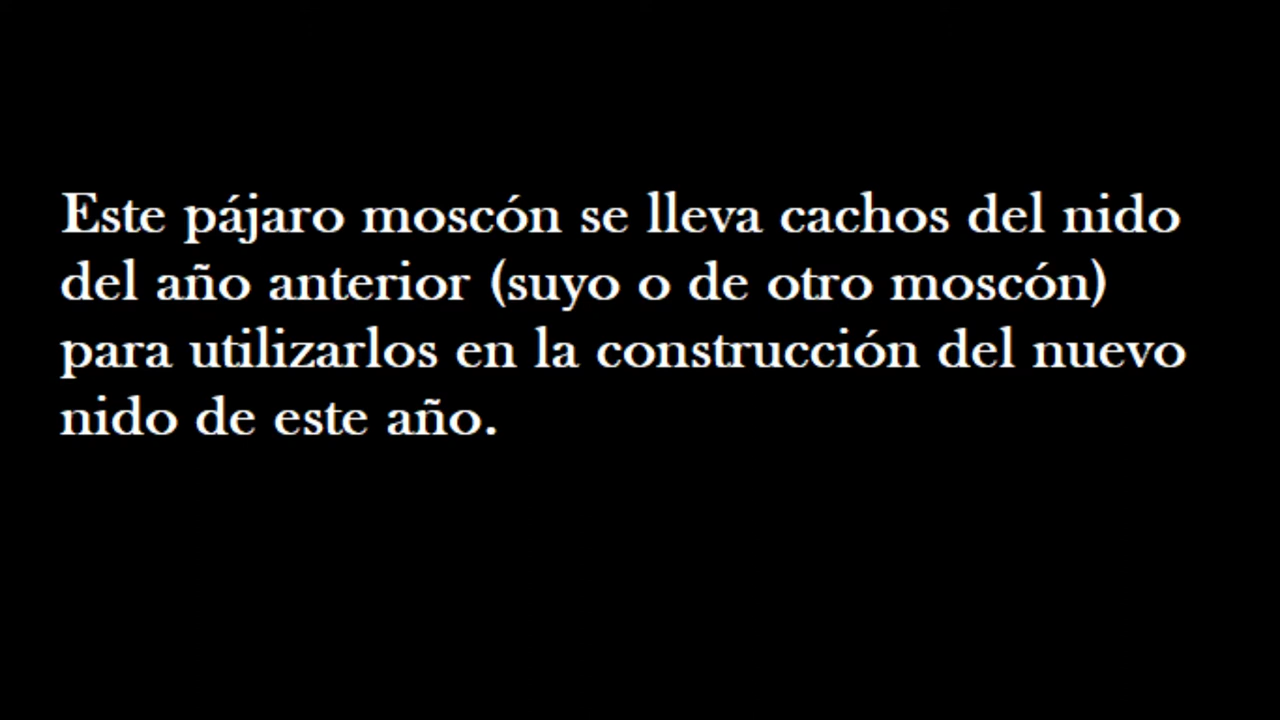 Este pájaro moscón se lleva cachos del nido
del año anterior (suyo o de otro moscón)
para utilizarlos en la construcción del nuevo
nido de este año.